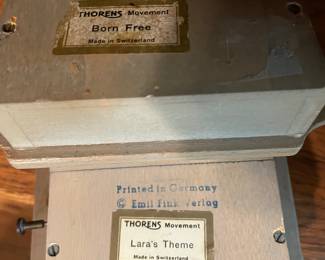 THORENS Movement
Born Free
Made in Switzerland
Printed in Germany
© Emil Fink Verlag
THORENS Movement
Lara's Theme
Made in Switzerland